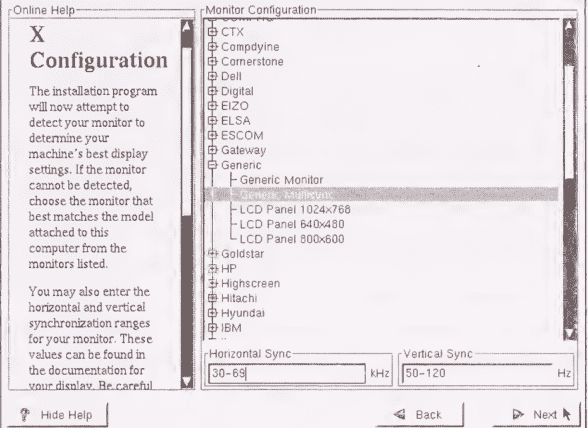 Online Help
X
Configuration
The installation program
will now attempt to
detect your monitor to
determine your
machine's best display
settings. If the monitor
cannot be detected,
choose the monitor that
best matches the model
attached to this
computer from the
monitors listed.
You may also enter the
horizontal and vertical
synchronization ranges
for your monitor. These
values can be found in
the documentation for
your display. Be careful
Monitor Configuration
CTX
Compdyine
Cornerstone
Dell
Digital
EIZO
ELSA
ESCOM
Gateway
Generic
Generic Monitor
Generic Multisync
LCD Panel 1024x768
LCD Panel 640x480
LCD Panel 800x600
Goldstar
HP
Highscreen
Hitachi
Hyundai
IBM
Horizontal Sync
30-69 kHz
Vertical Sync
50-120 Hz
Hide Help
Back
Next